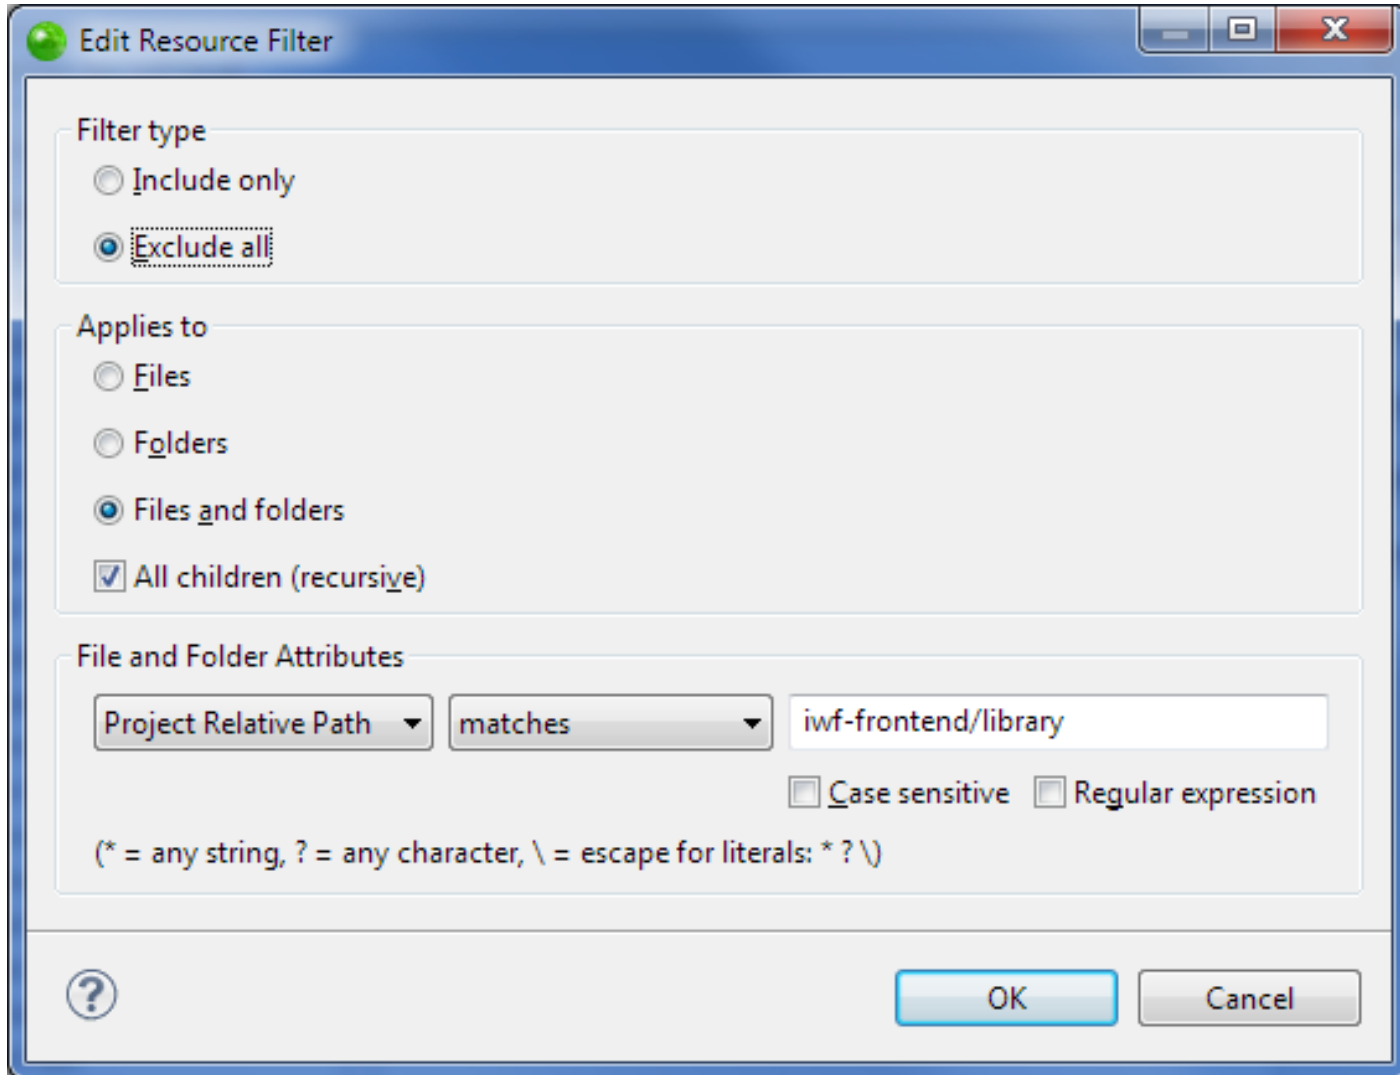 Edit Resource Filter
Filter type
Include only
Exclude all
Applies to
Files
Folders
Files and folders
All children (recursive)
File and Folder Attributes
Project Relative Path matches iwf-frontend/library
Case sensitive Regular expression
(* = any string, ? = any character, \ = escape for literals: * ? \)
? OK Cancel